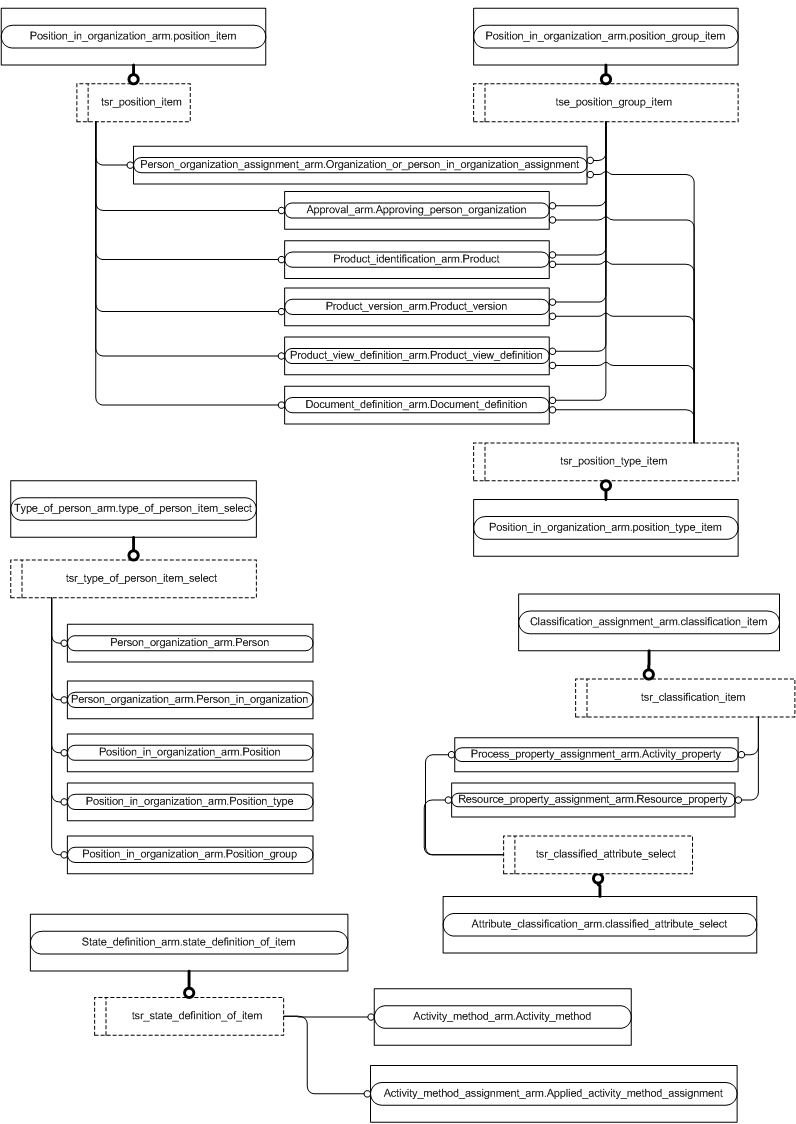 Position_in_organization_arm.position_item
Position_in_organization_arm.position_group_item
tsr_position_item
tse_position_group_item
Person_organization_assignment_arm.Organization_or_person_in_organization_assignment
Approval_arm.Approving_person_organization
Product_identification_arm.Product
Product_version_arm.Product_version
Product_view_definition_arm.Product_view_definition
Document_definition_arm.Document_definition
tsr_position_type_item
Position_in_organization_arm.position_type_item
Type_of_person_arm.type_of_person_item_select
tsr_type_of_person_item_select
Person_organization_arm.Person
Person_organization_arm.Person_in_organization
Position_in_organization_arm.Position
Position_in_organization_arm.Position_type
Position_in_organization_arm.Position_group
Classification_assignment_arm.classification_item
tsr_classification_item
Process_property_assignment_arm.Activity_property
Resource_property_assignment_arm.Resource_property
tsr_classified_attribute_select
Attribute_classification_arm.classified_attribute_select
State_definition_arm.state_definition_of_item
tsr_state_definition_of_item
Activity_method_arm.Activity_method
Activity_method_assignment_arm.Applied_activity_method_assignment